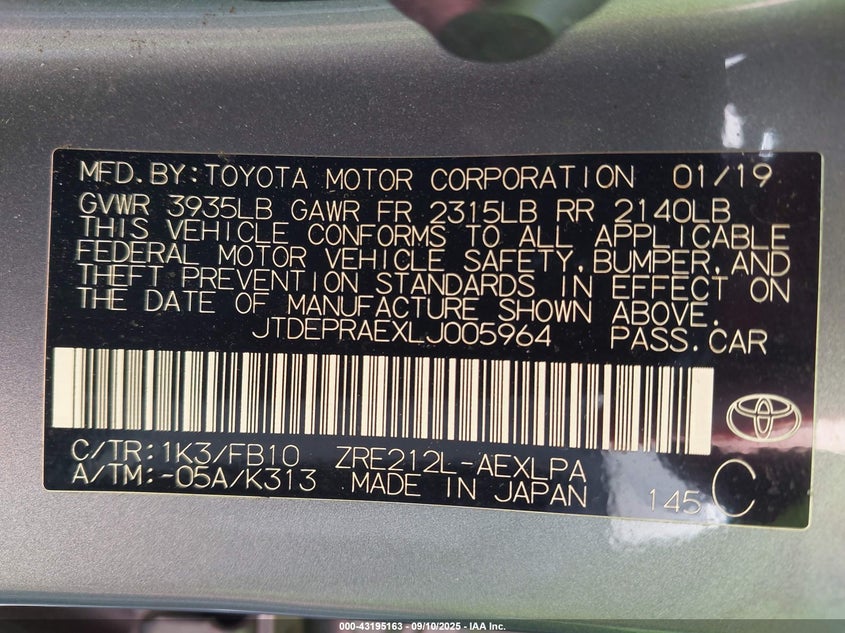 MFD.BY:TOYOTA MOTOR CORPORATION 01/19
GVWR 3935LB GAWR FR 2315LB RR 2140LB
THIS VEHICLE CONFORMS TO ALL APPLICABLE
FEDERAL MOTOR VEHICLE SAFETY,BUMPER,AND
THEFT PREVENTION STANDARDS IN EFFECT ON
THE DATE OF MANUFACTURE SHOWN ABOVE.
JTDEPRAEXLJ005964 PASS.CAR
C/TR:1K3/FB10 ZRE212L-AEXLPA
A/TM:-05A/K313 MADE IN JAPAN 145 C
000-43195163 — 09/10/2025 — IAA Inc.